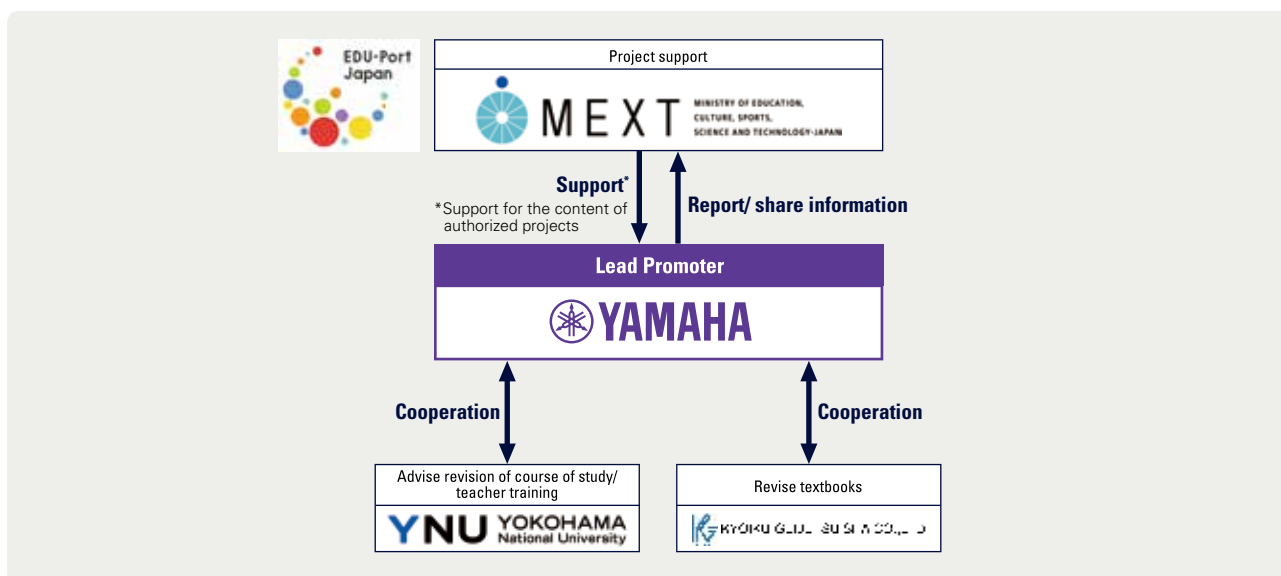 EDU-Port
Japan
Project support
MEXT
MINISTRY OF EDUCATION,
CULTURE, SPORTS,
SCIENCE AND TECHNOLOGY-JAPAN
Support*
*Support for the content of
authorized projects
Report/ share information
Lead Promoter
YAMAHA
Cooperation
Cooperation
Advise revision of course of study/
teacher training
YNU YOKOHAMA
National University
Revise textbooks